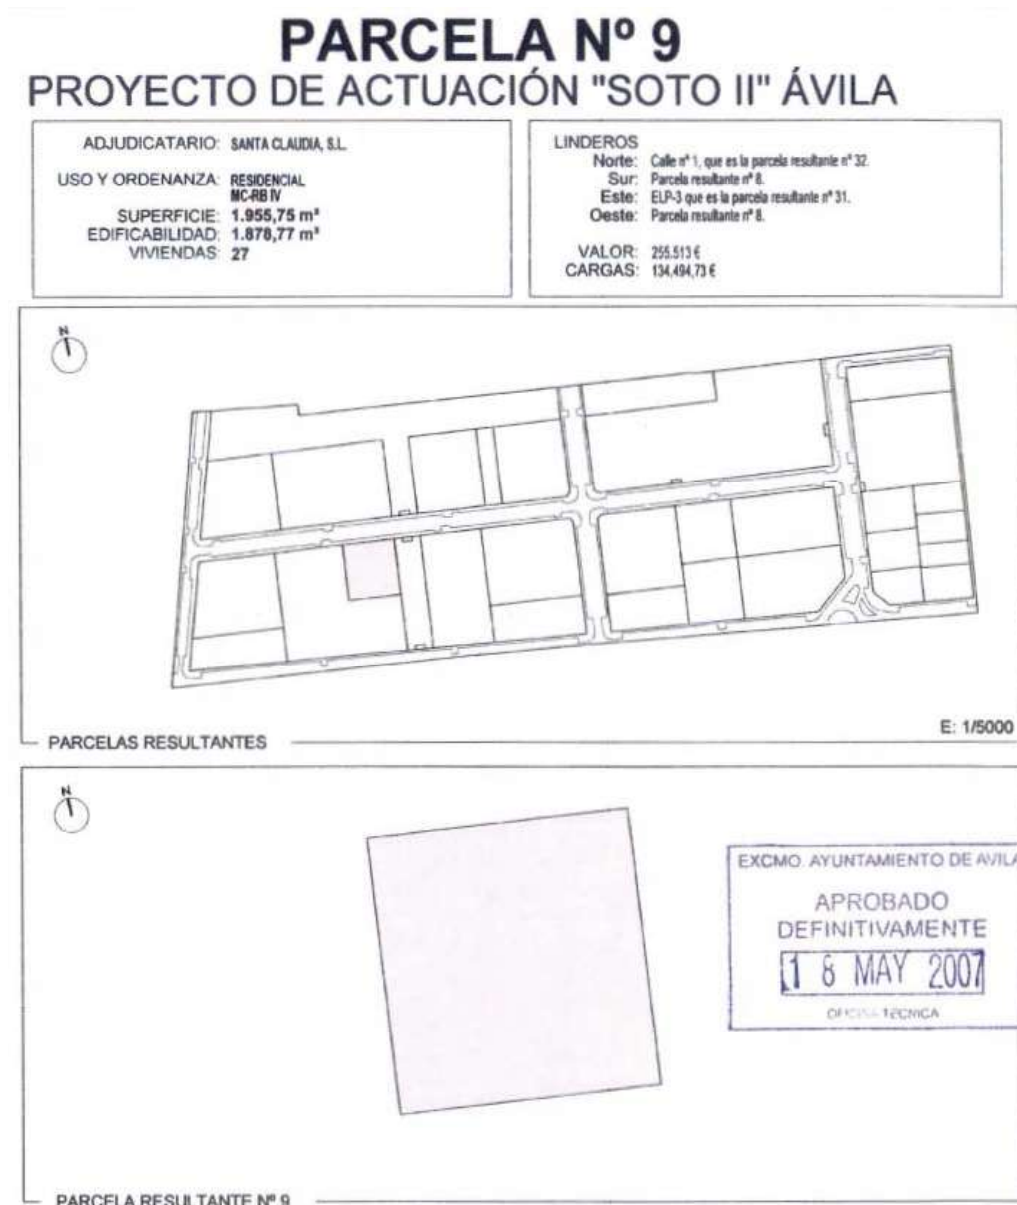 PARCELA Nº 9
PROYECTO DE ACTUACIÓN "SOTO II" ÁVILA
ADJUDICATARIO: SANTA CLAUDIA, S.L.
USO Y ORDENANZA: RESIDENCIAL
MC-RB IV
SUPERFICIE: 1.955,75 m²
EDIFICABILIDAD: 1.878,77 m²
VIVIENDAS: 27
LINDEROS
Norte: Calle nº 1, que es la parcela resultante nº 32.
Sur: Parcela resultante nº 8.
Este: ELP-3 que es la parcela resultante nº 31.
Oeste: Parcela resultante nº 8.
VALOR: 255.513 €
CARGAS: 134.494,73 €
N
PARCELAS RESULTANTES
E: 1/5000
N
EXCMO. AYUNTAMIENTO DE AVILA
APROBADO
DEFINITIVAMENTE
18 MAY 2007
OFICINA TECNICA
PARCELA RESULTANTE Nº 9